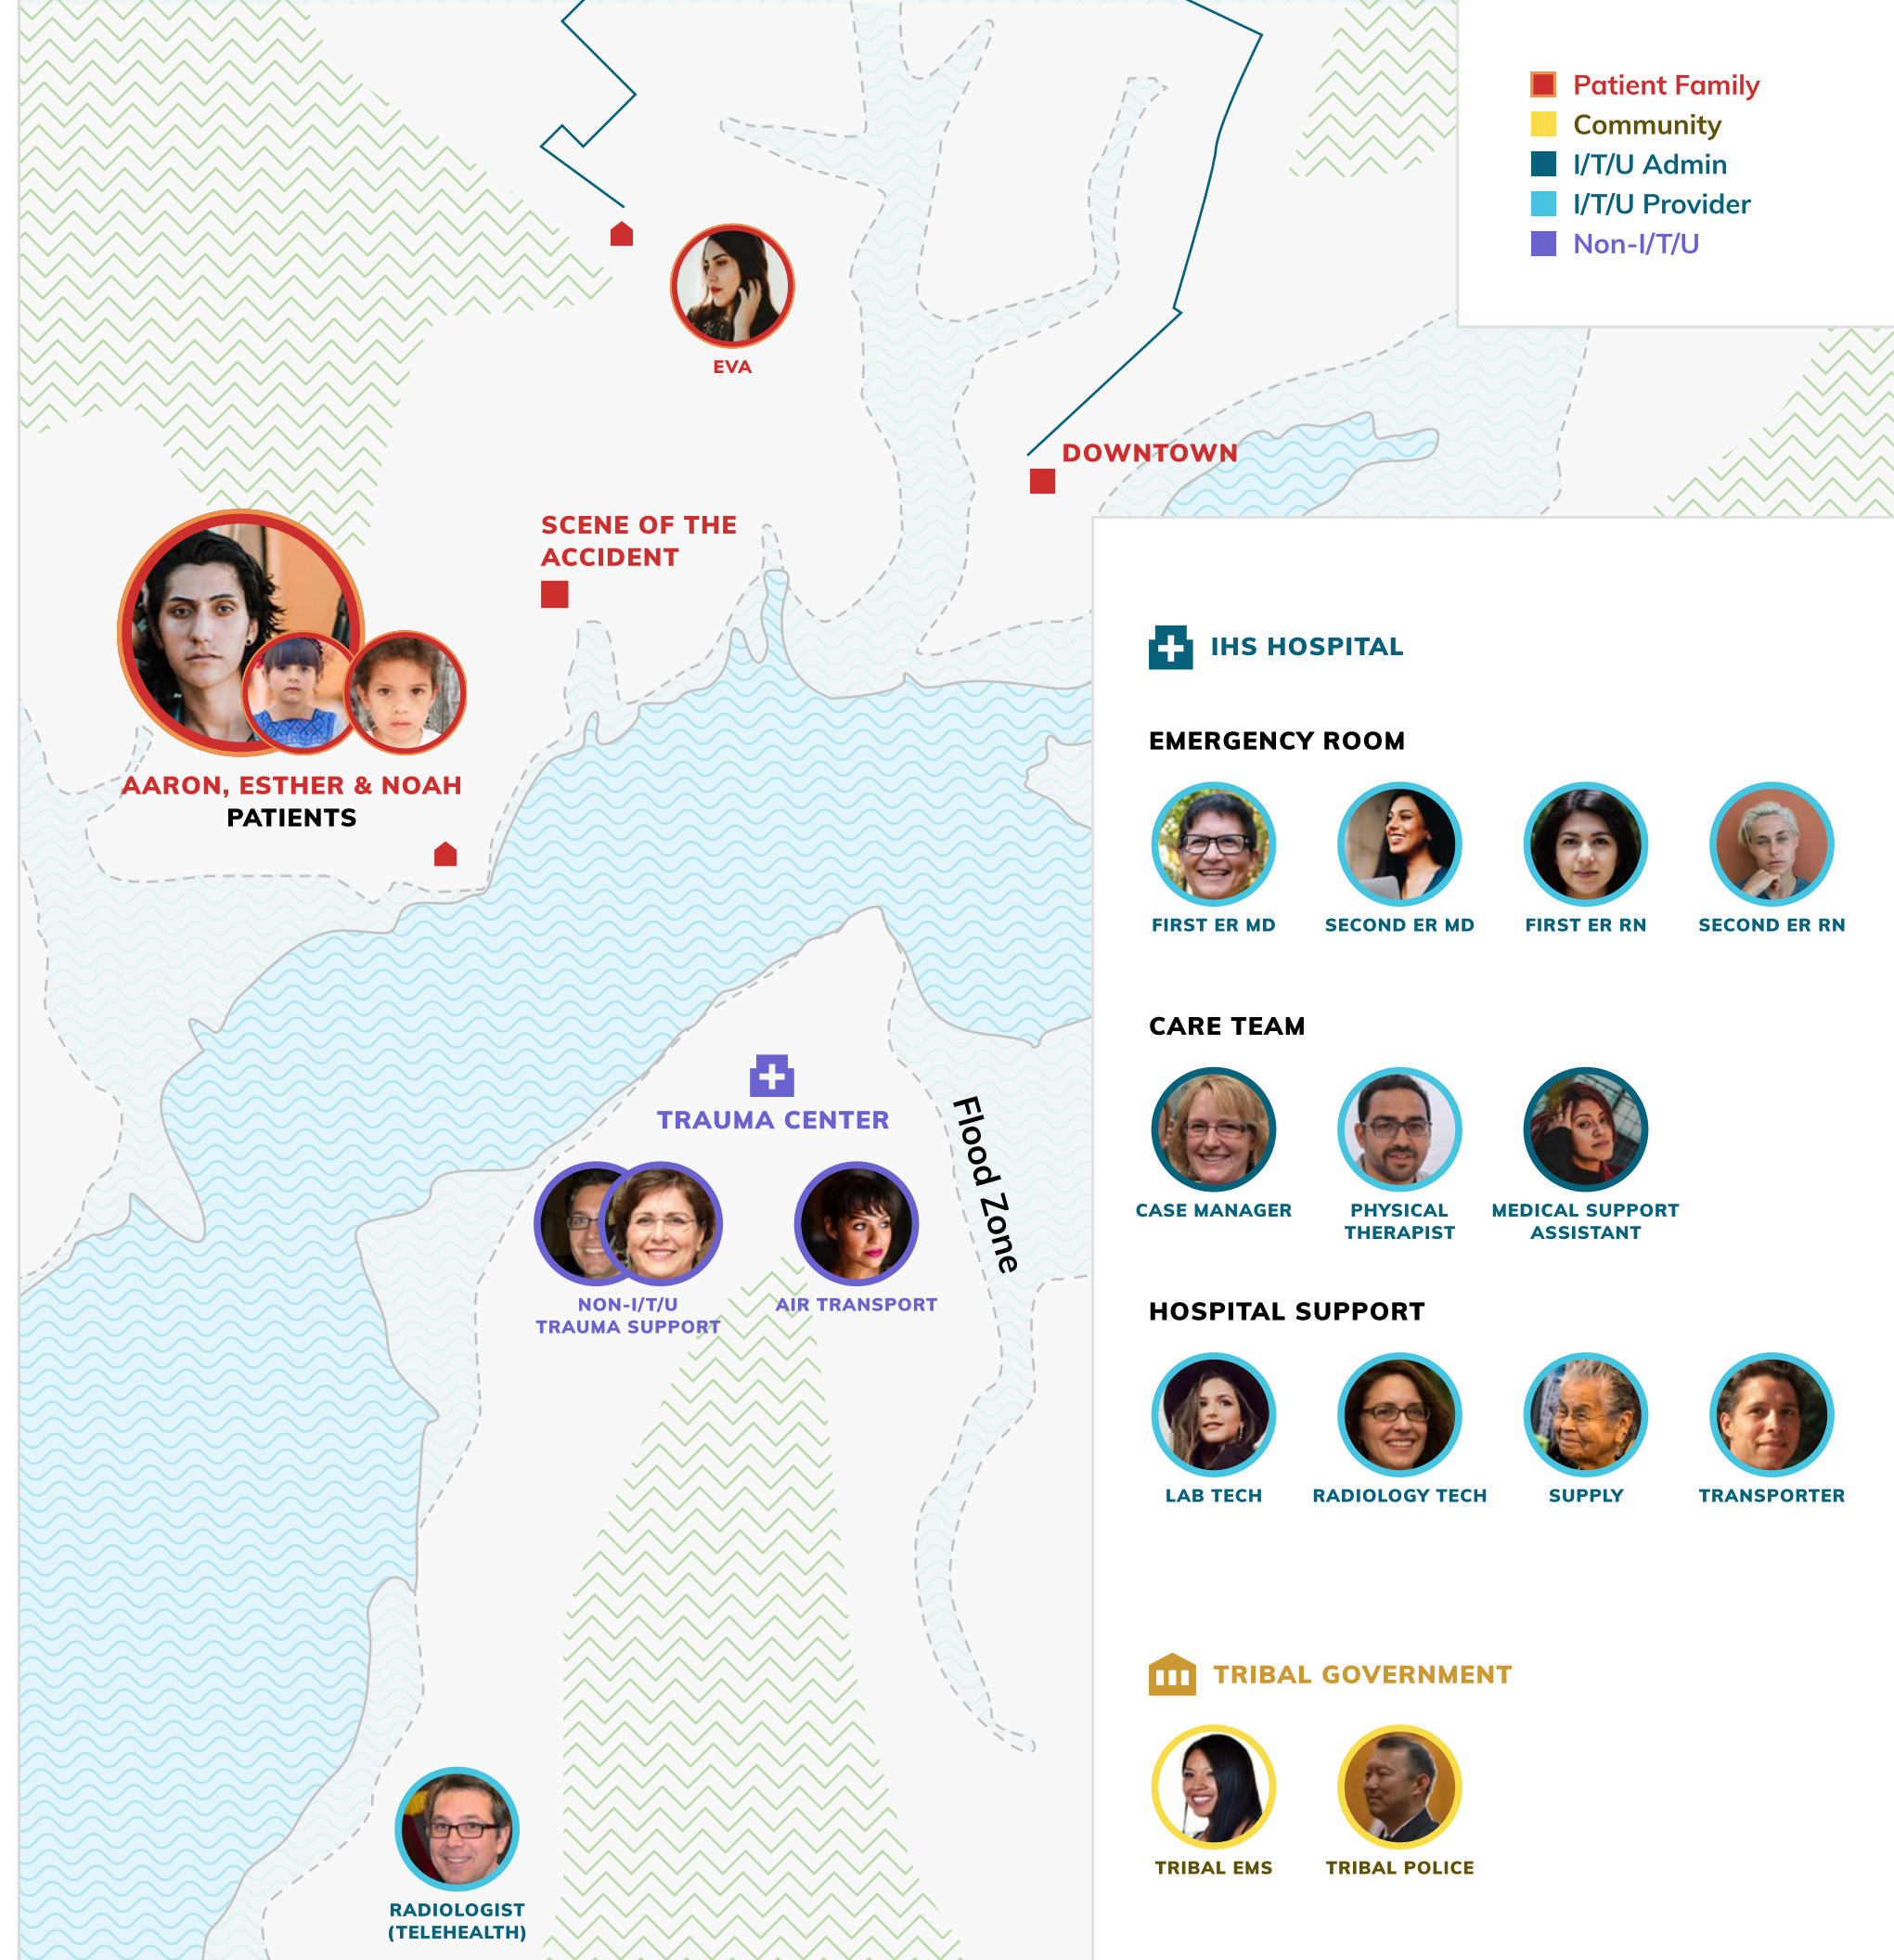 Patient Family
Community
I/T/U Admin
I/T/U Provider
Non-I/T/U
EVA
DOWNTOWN
SCENE OF THE
ACCIDENT
AARON, ESTHER & NOAH
PATIENTS
IHS HOSPITAL
EMERGENCY ROOM
FIRST ER MD
SECOND ER MD
FIRST ER RN
SECOND ER RN
CARE TEAM
CASE MANAGER
PHYSICAL
THERAPIST
MEDICAL SUPPORT
ASSISTANT
TRAUMA CENTER
Flood Zone
NON-I/T/U
TRAUMA SUPPORT
AIR TRANSPORT
HOSPITAL SUPPORT
LAB TECH
RADIOLOGY TECH
SUPPLY
TRANSPORTER
TRIBAL GOVERNMENT
TRIBAL EMS
TRIBAL POLICE
RADIOLOGIST
(TELEHEALTH)